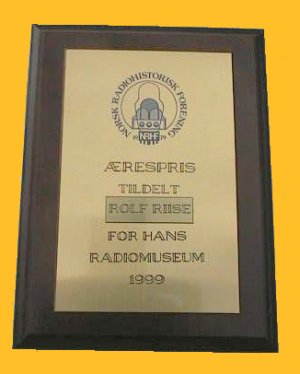 NORSK RADIOHISTORISK FORENING
NRHF
ÆRESPRIS
TILDELT
ROLF RIISE
FOR HANS
RADIOMUSEUM
1999